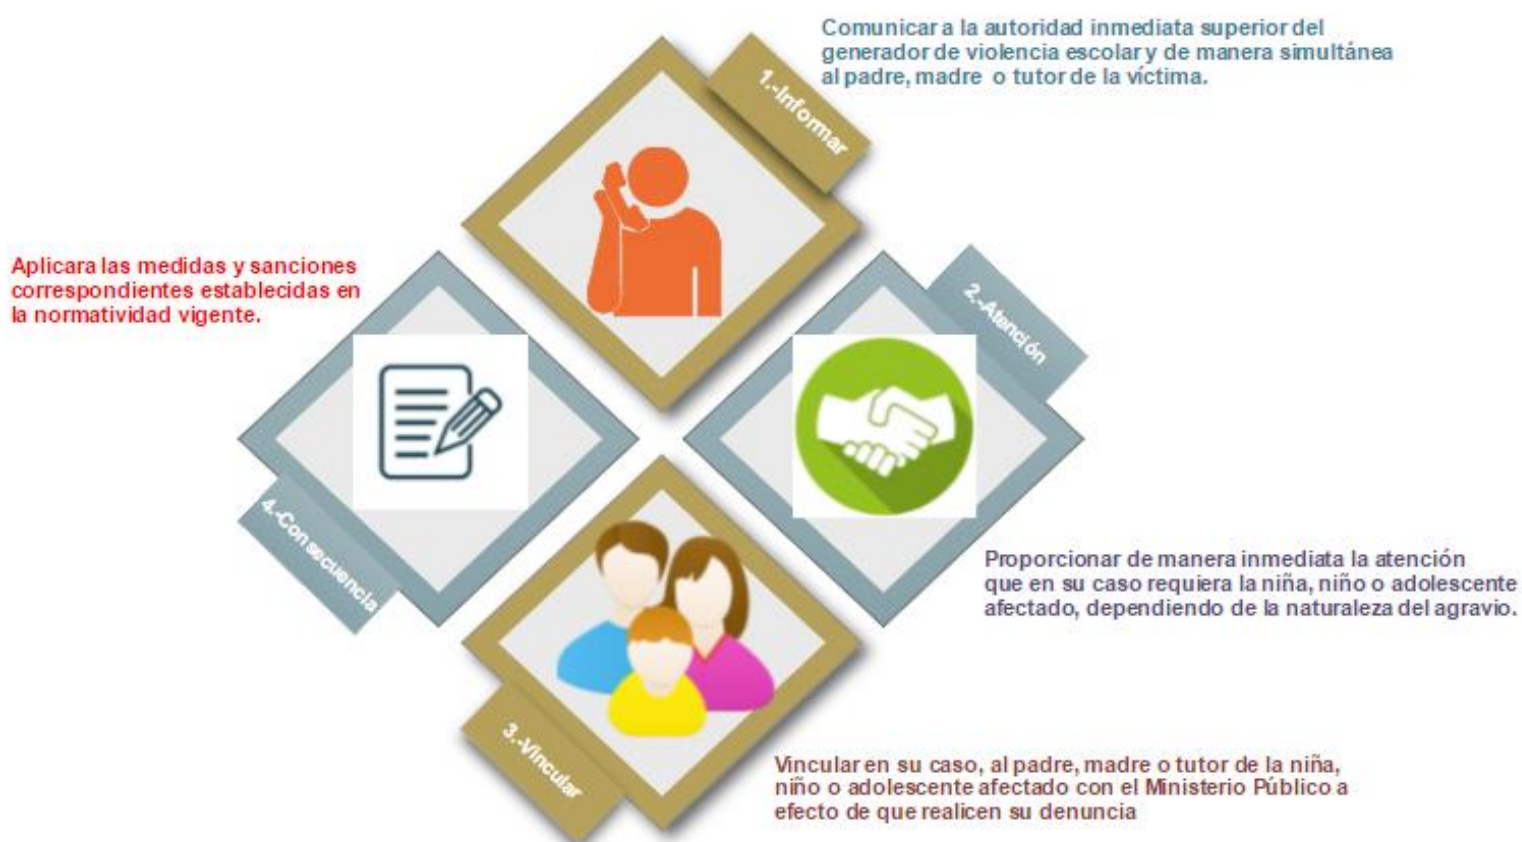 Comunicar a la autoridad inmediata superior del
generador de violencia escolar y de manera simultánea
al padre, madre o tutor de la víctima.
1.-Informar
Aplicara las medidas y sanciones
correspondientes establecidas en
la normatividad vigente.
2.-Atención
4.-Consecuencia
Proporcionar de manera inmediata la atención
que en su caso requiera la niña, niño o adolescente
afectado, dependiendo de la naturaleza del agravio.
3.-Vincular
Vincular en su caso, al padre, madre o tutor de la niña,
niño o adolescente afectado con el Ministerio Público a
efecto de que realicen su denuncia